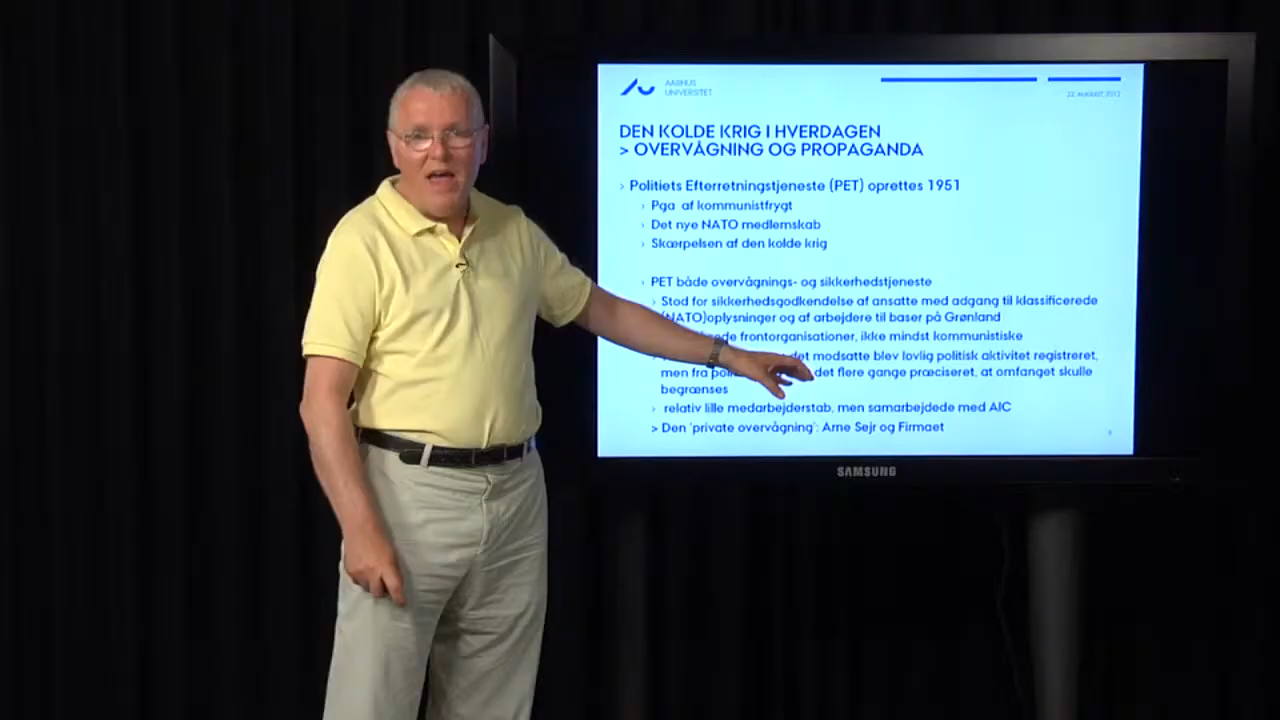 AARHUS
UNIVERSITET
22. AUGUST 2012
DEN KOLDE KRIG I HVERDAGEN
> OVERVÅGNING OG PROPAGANDA
› Politiets Efterretningstjeneste (PET) oprettes 1951
› Pga af kommunistfrygt
› Det nye NATO medlemskab
› Skærpelsen af den kolde krig
› PET både overvågnings- og sikkerhedstjeneste
› Stod for sikkerhedsgodkendelse af ansatte med adgang til klassificerede
(NATO)oplysninger og af arbejdere til baser på Grønland
frontorganisationer, ikke mindst kommunistiske
det modsatte blev lovlig politisk aktivitet registreret,
men fra det flere gange præciseret, at omfanget skulle
begrænses
› relativ lille medarbejderstab, men samarbejdede med AIC
> Den 'private overvågning': Arne Sejr og Firmaet
SAMSUNG